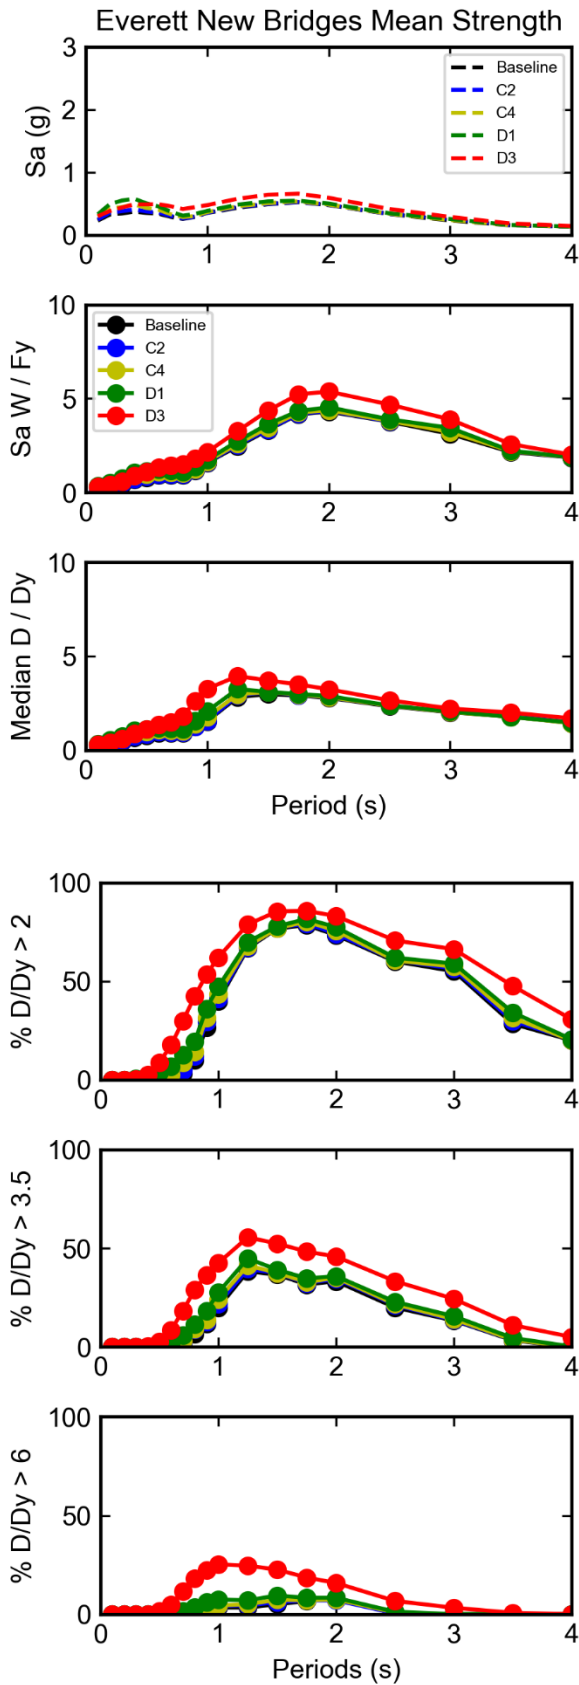 Everett New Bridges Mean Strength
Sa (g)
3
2
1
0
Baseline
C2
C4
D1
D3
0 1 2 3 4
Sa W / Fy
10
5
0
Baseline
C2
C4
D1
D3
0 1 2 3 4
Median D / Dy
10
5
0
0 1 2 3 4
Period (s)
% D/Dy > 2
100
50
0
0 1 2 3 4
% D/Dy > 3.5
100
50
0
0 1 2 3 4
% D/Dy > 6
100
50
0
0 1 2 3 4
Periods (s)